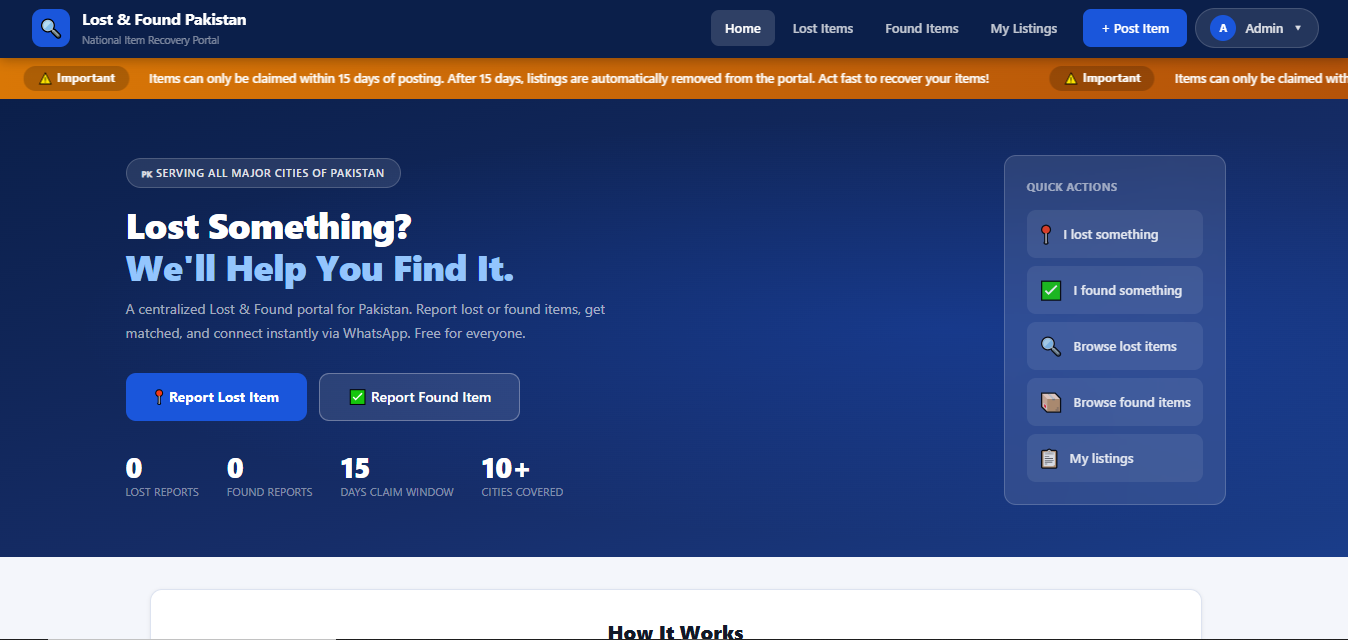 Lost & Found Pakistan
National Item Recovery Portal
Home
Lost Items
Found Items
My Listings
+ Post Item
A
Admin
Important
Items can only be claimed within 15 days of posting. After 15 days, listings are automatically removed from the portal. Act fast to recover your items!
Important
Items can only be claimed with
PK SERVING ALL MAJOR CITIES OF PAKISTAN
Lost Something?
We'll Help You Find It.
A centralized Lost & Found portal for Pakistan. Report lost or found items, get
matched, and connect instantly via WhatsApp. Free for everyone.
Report Lost Item
Report Found Item
0
LOST REPORTS
0
FOUND REPORTS
15
DAYS CLAIM WINDOW
10+
CITIES COVERED
QUICK ACTIONS
I lost something
I found something
Browse lost items
Browse found items
My listings
How It Works